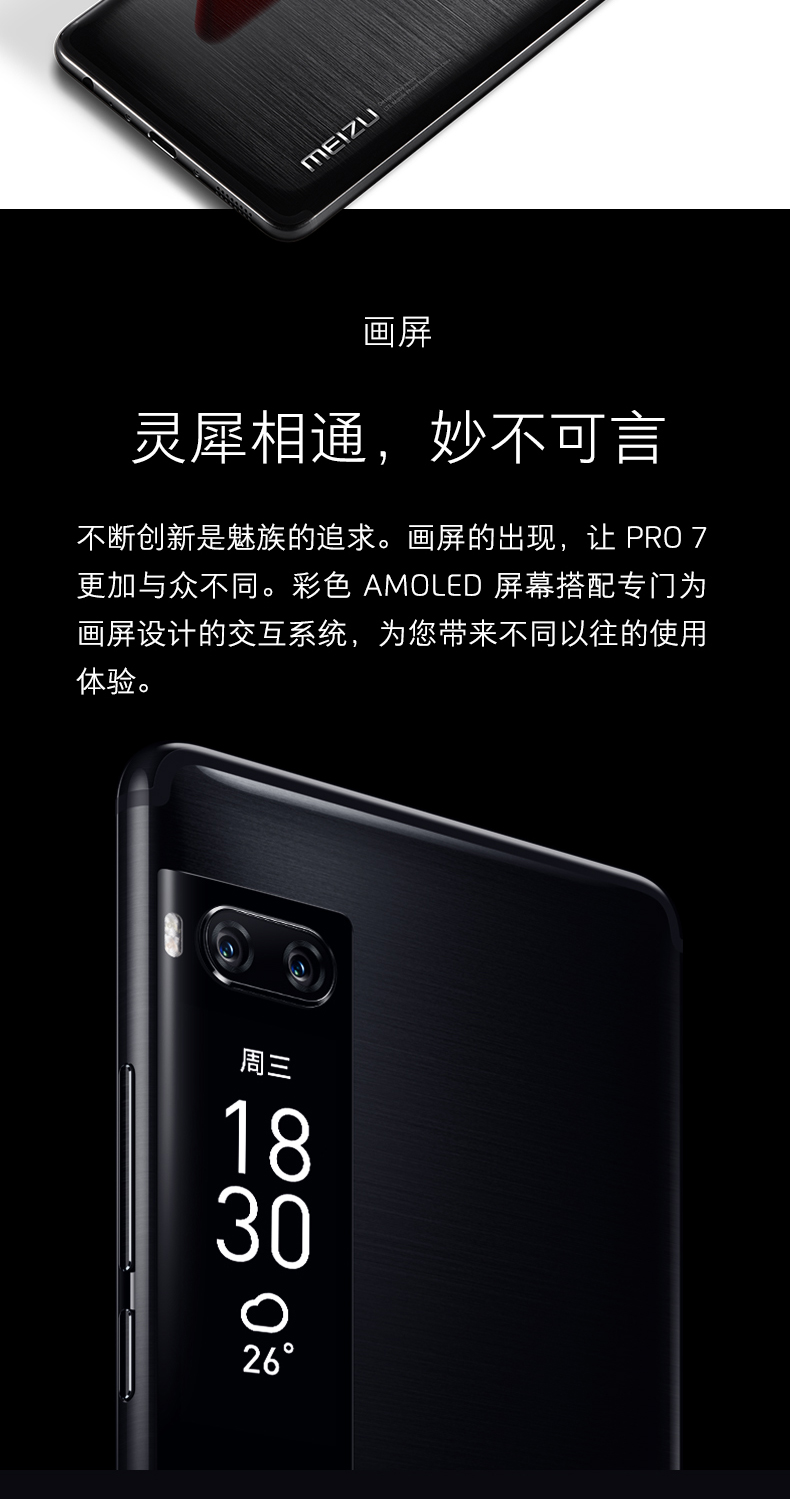 MEIZU
画屏
灵犀相通，妙不可言
不断创新是魅族的追求。画屏的出现，让 PRO 7
更加与众不同。彩色 AMOLED 屏幕搭配专门为
画屏设计的交互系统，为您带来不同以往的使用
体验。
周三
18
30
26°